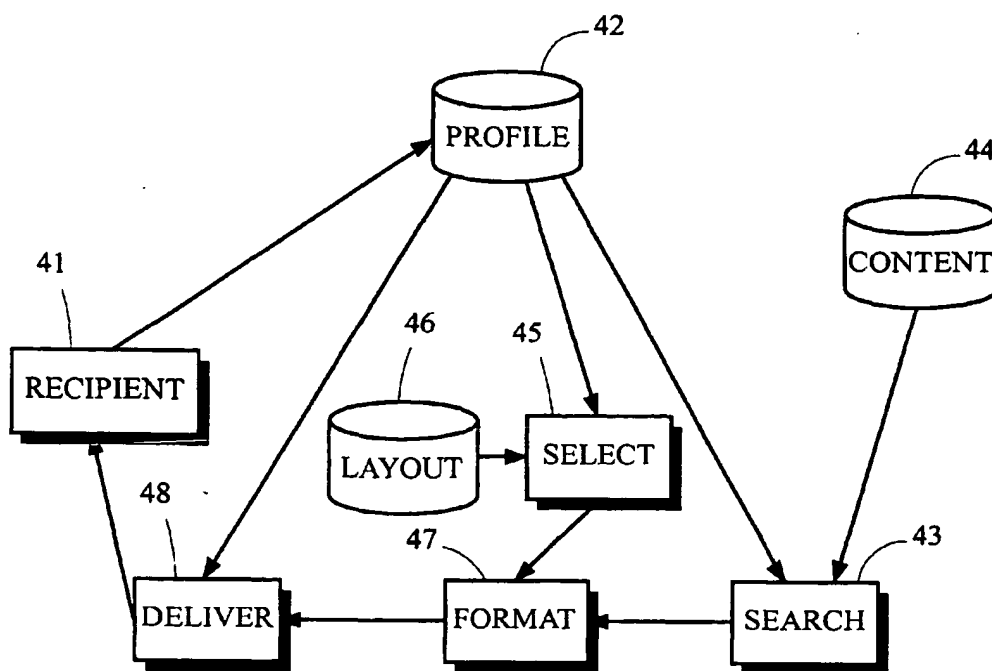 42
PROFILE
44
CONTENT
41
RECIPIENT
46
LAYOUT
45
SELECT
48
DELIVER
47
FORMAT
43
SEARCH